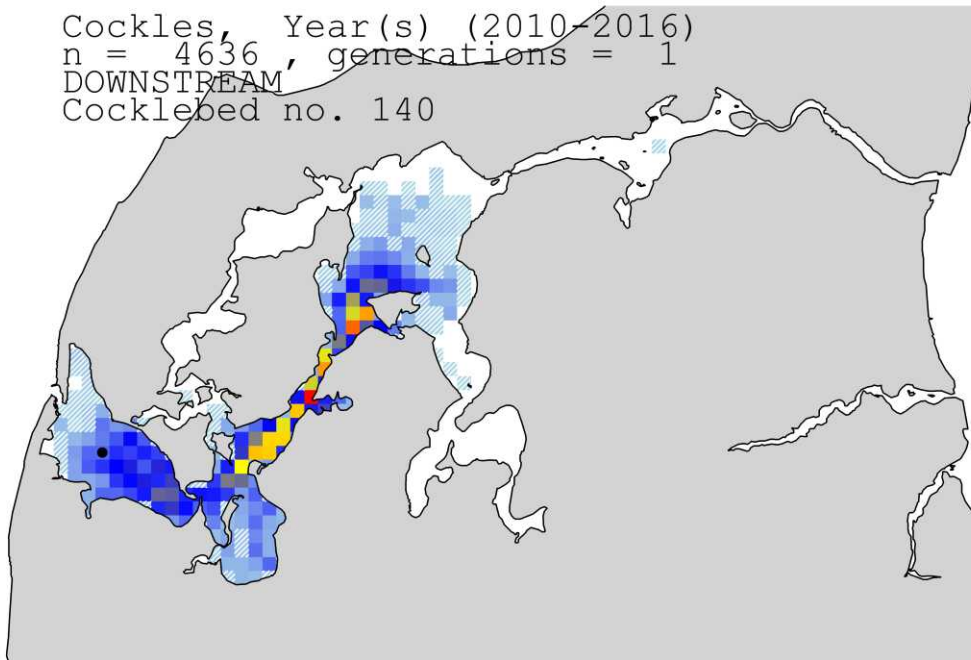 Cockles, Year(s) (2010-2016)
n = 4636 , generations = 1
DOWNSTREAM
Cocklebed no. 140